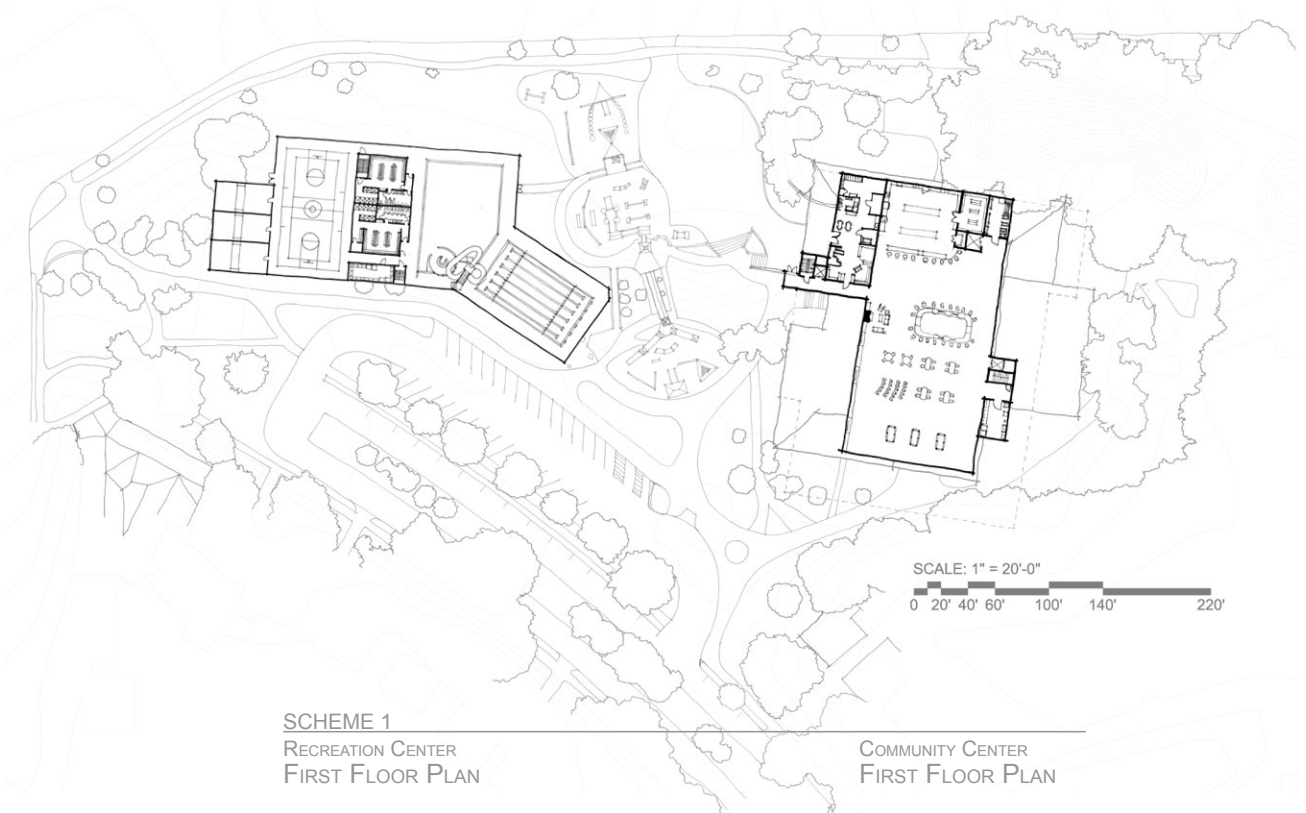 SCALE: 1" = 20'-0"
0 20' 40' 60' 100' 140' 220'
SCHEME 1
RECREATION CENTER
FIRST FLOOR PLAN
COMMUNITY CENTER
FIRST FLOOR PLAN